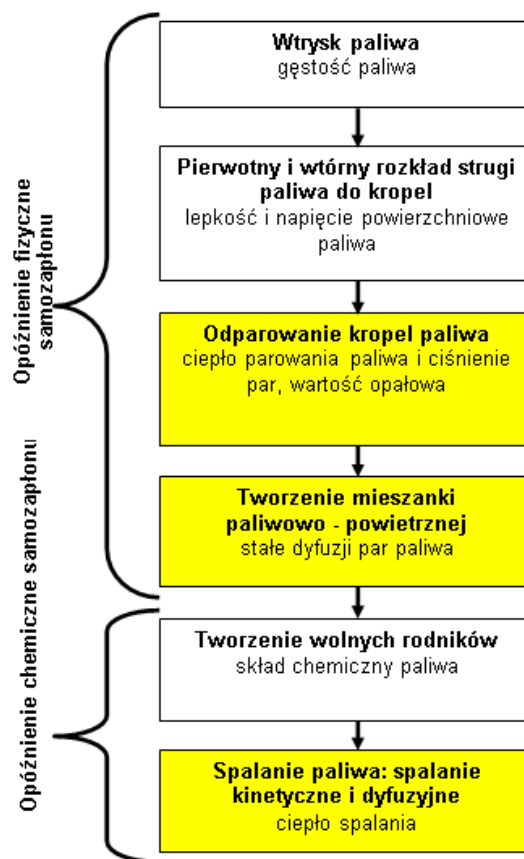 Wtrysk paliwa
gęstość paliwa
Pierwotny i wtórny rozkład strugi
paliwa do kropel
lepkość i napięcie powierzchniowe
paliwa
Odparowanie kropel paliwa
ciepło parowania paliwa i ciśnienie
par, wartość opałowa
Tworzenie mieszanki
paliwowo - powietrznej
stałe dyfuzji par paliwa
Opóźnienie fizyczne
samozapłonu
Tworzenie wolnych rodników
skład chemiczny paliwa
Spalanie paliwa: spalanie
kinetyczne i dyfuzyjne
ciepło spalania
Opóźnienie chemiczne samozapłonu